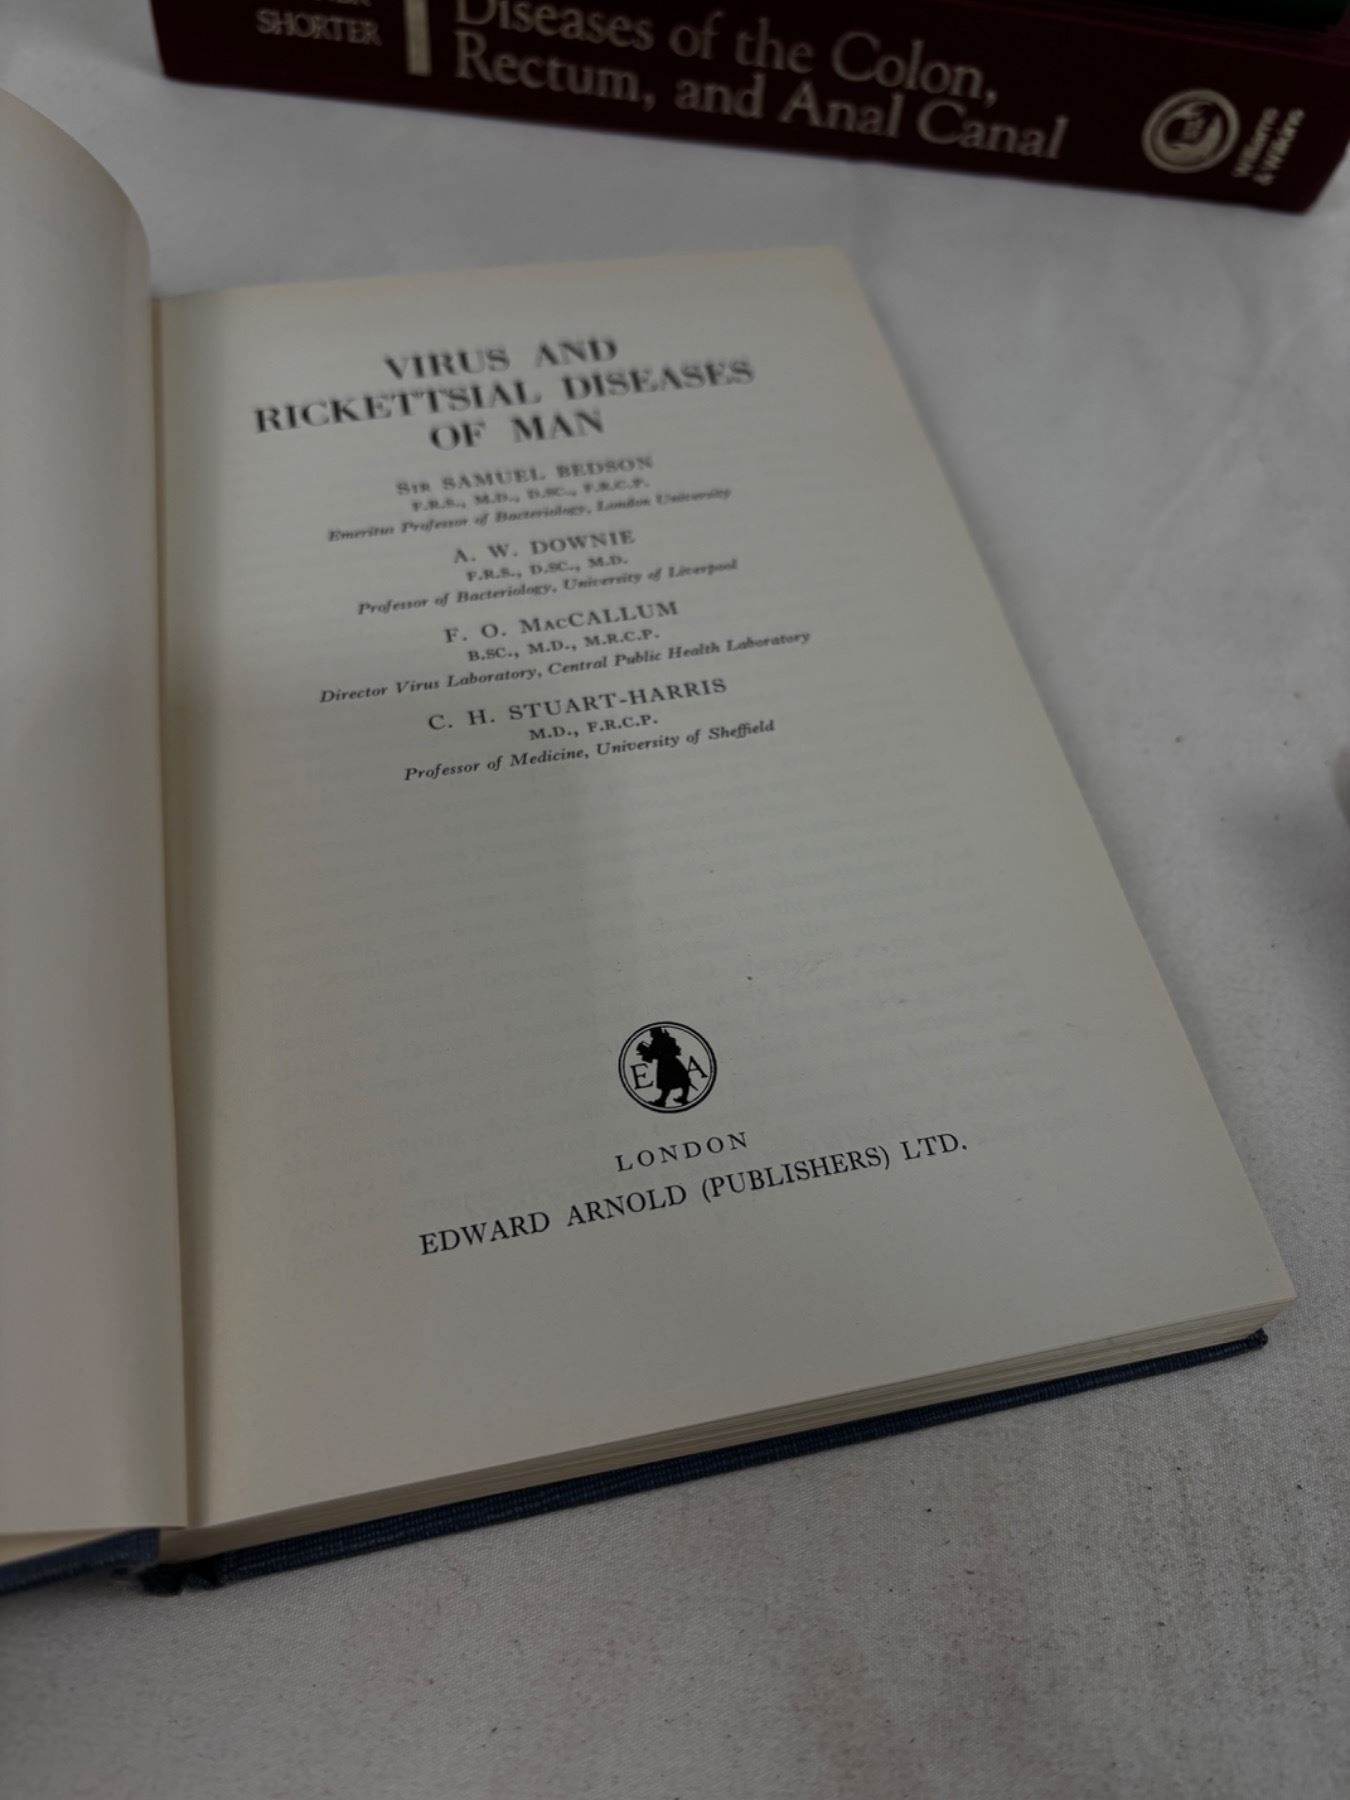 SHORTER
Diseases of the Colon,
Rectum, and Anal Canal
Williams
& Wilkins
VIRUS AND
RICKETTSIAL DISEASES
OF MAN
SIR SAMUEL BEDSON
F.R.S., M.D., D.SC., F.R.C.P.
Emeritus Professor of Bacteriology, London University
A. W. DOWNIE
F.R.S., D.SC., M.D.
Professor of Bacteriology, University of Liverpool
F. O. MACCALLUM
B.SC., M.D., M.R.C.P.
Director Virus Laboratory, Central Public Health Laboratory
C. H. STUART-HARRIS
M.D., F.R.C.P.
Professor of Medicine, University of Sheffield
E A
LONDON
EDWARD ARNOLD (PUBLISHERS) LTD.